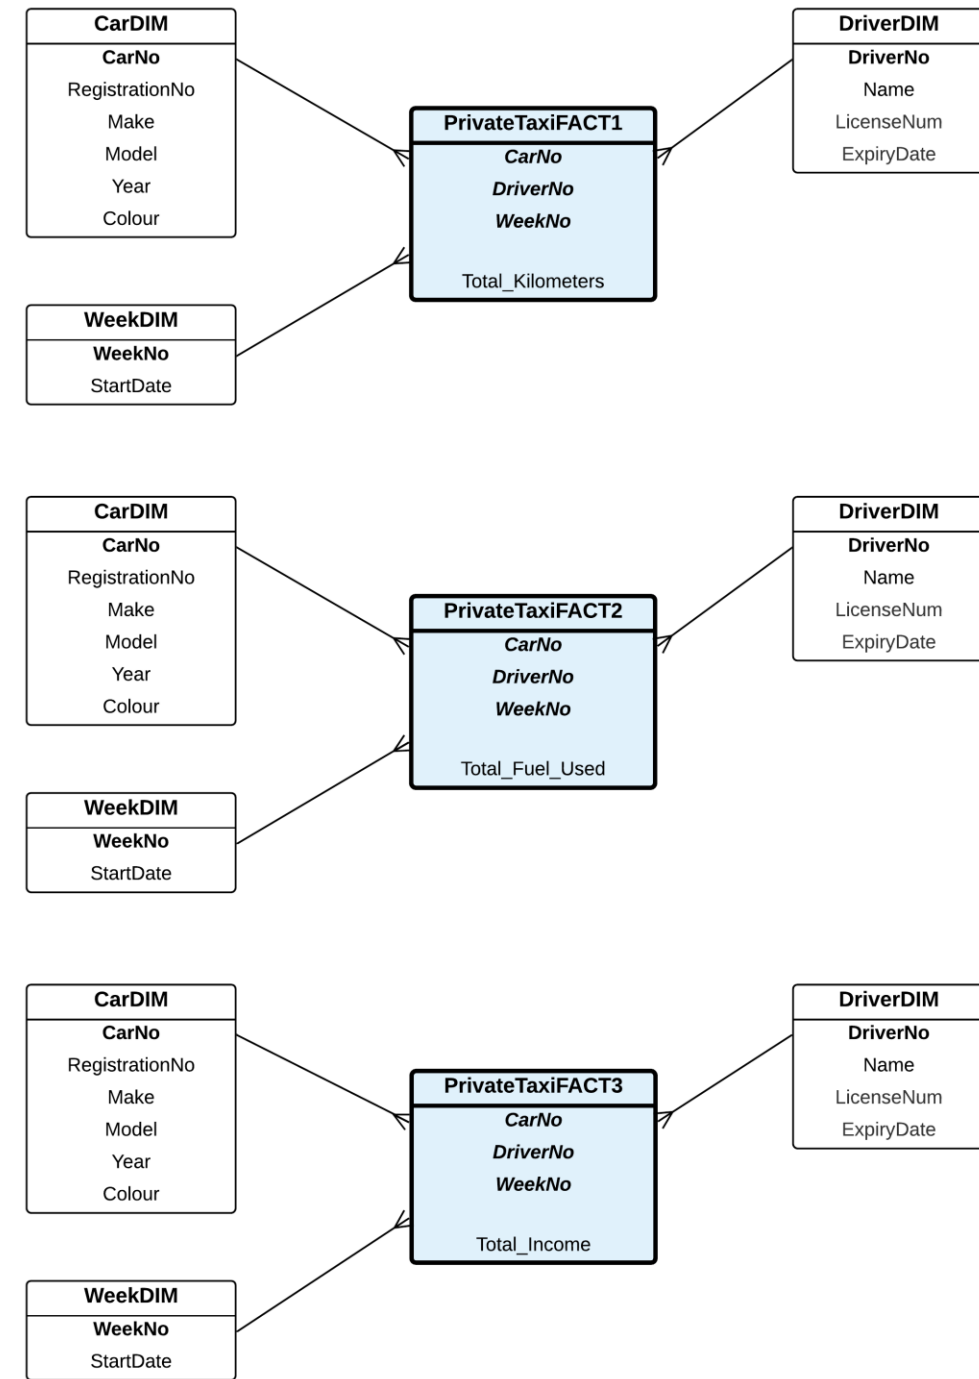 CarDIM
CarNo
RegistrationNo
Make
Model
Year
Colour
WeekDIM
WeekNo
StartDate
PrivateTaxiFACT1
CarNo
DriverNo
WeekNo
Total_Kilometers
DriverDIM
DriverNo
Name
LicenseNum
ExpiryDate
CarDIM
CarNo
RegistrationNo
Make
Model
Year
Colour
WeekDIM
WeekNo
StartDate
PrivateTaxiFACT2
CarNo
DriverNo
WeekNo
Total_Fuel_Used
DriverDIM
DriverNo
Name
LicenseNum
ExpiryDate
CarDIM
CarNo
RegistrationNo
Make
Model
Year
Colour
WeekDIM
WeekNo
StartDate
PrivateTaxiFACT3
CarNo
DriverNo
WeekNo
Total_Income
DriverDIM
DriverNo
Name
LicenseNum
ExpiryDate